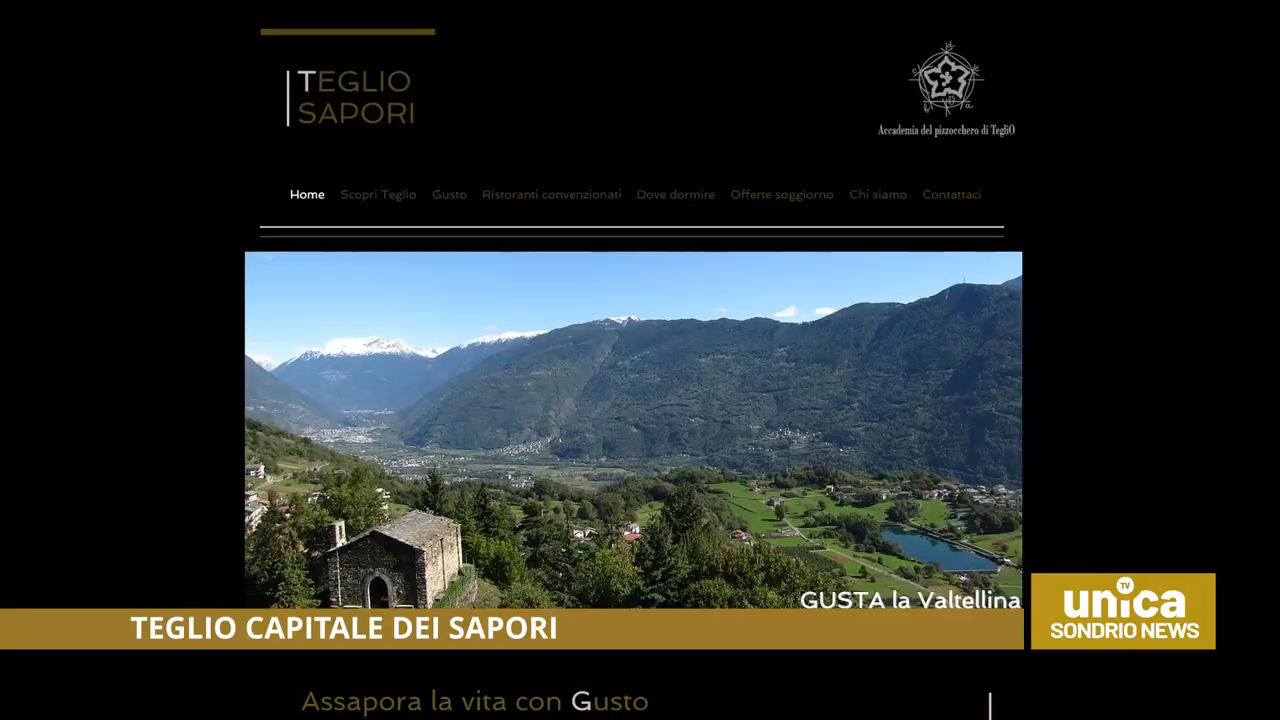 TEGLIO
SAPORI
Accademia del pizzocchero di TegliO
Home Scopri Teglio Gusto Ristoranti convenzionati Dove dormire Offerte soggiorno Chi siamo Contattaci
GUSTA la Valtellina
TEGLIO CAPITALE DEI SAPORI
TV
unica
SONDRIO NEWS
Assapora la vita con Gusto